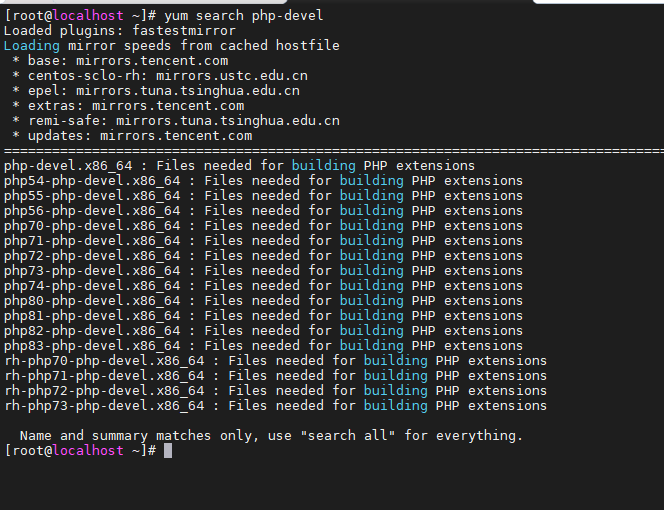 [root@localhost ~]# yum search php-devel
Loaded plugins: fastestmirror
Loading mirror speeds from cached hostfile
 * base: mirrors.tencent.com
 * centos-sclo-rh: mirrors.ustc.edu.cn
 * epel: mirrors.tuna.tsinghua.edu.cn
 * extras: mirrors.tencent.com
 * remi-safe: mirrors.tuna.tsinghua.edu.cn
 * updates: mirrors.tencent.com
================================================================================
php-devel.x86_64 : Files needed for building PHP extensions
php54-php-devel.x86_64 : Files needed for building PHP extensions
php55-php-devel.x86_64 : Files needed for building PHP extensions
php56-php-devel.x86_64 : Files needed for building PHP extensions
php70-php-devel.x86_64 : Files needed for building PHP extensions
php71-php-devel.x86_64 : Files needed for building PHP extensions
php72-php-devel.x86_64 : Files needed for building PHP extensions
php73-php-devel.x86_64 : Files needed for building PHP extensions
php74-php-devel.x86_64 : Files needed for building PHP extensions
php80-php-devel.x86_64 : Files needed for building PHP extensions
php81-php-devel.x86_64 : Files needed for building PHP extensions
php82-php-devel.x86_64 : Files needed for building PHP extensions
php83-php-devel.x86_64 : Files needed for building PHP extensions
rh-php70-php-devel.x86_64 : Files needed for building PHP extensions
rh-php71-php-devel.x86_64 : Files needed for building PHP extensions
rh-php72-php-devel.x86_64 : Files needed for building PHP extensions
rh-php73-php-devel.x86_64 : Files needed for building PHP extensions
  Name and summary matches only, use "search all" for everything.
[root@localhost ~]#